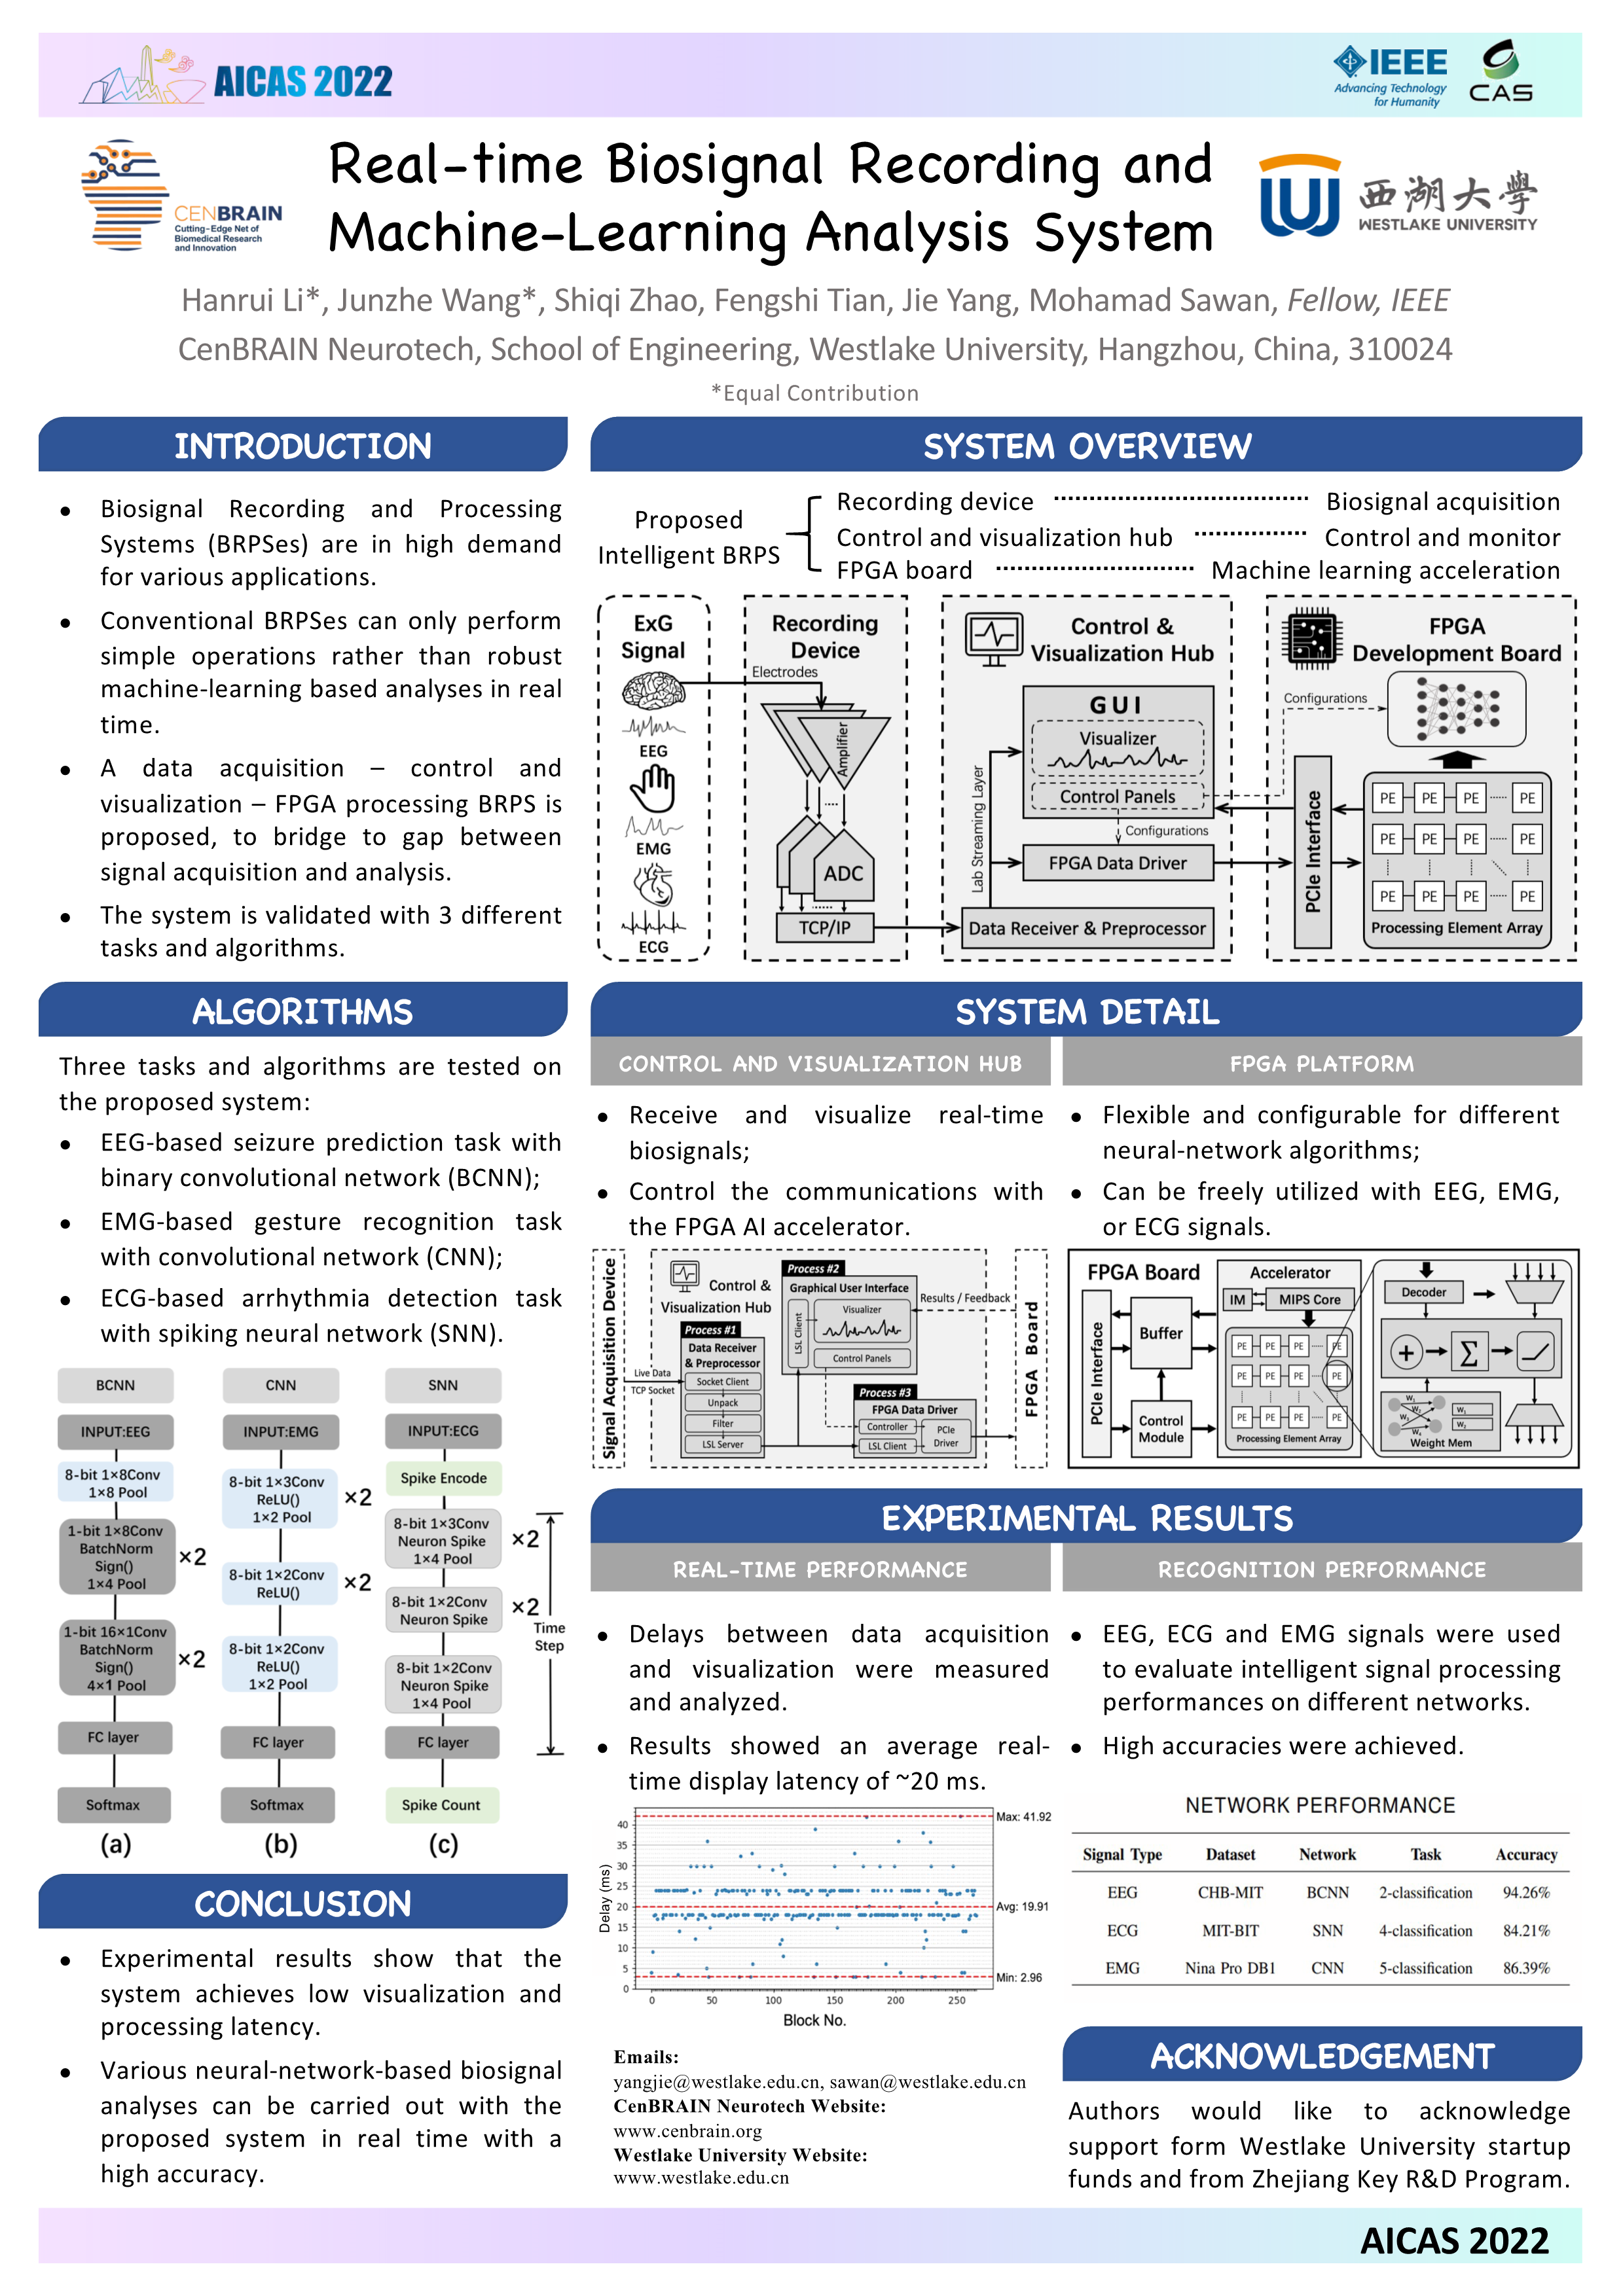 AICAS 2022
IEEE
Advancing Technology
for Humanity
CAS
CENBRAIN
Cutting-Edge Net of
Biomedical Research
and Innovation
Real-time Biosignal Recording and
Machine-Learning Analysis System
西湖大學
WESTLAKE UNIVERSITY
Hanrui Li*, Junzhe Wang*, Shiqi Zhao, Fengshi Tian, Jie Yang, Mohamad Sawan, Fellow, IEEE
CenBRAIN Neurotech, School of Engineering, Westlake University, Hangzhou, China, 310024
*Equal Contribution
INTRODUCTION
• Biosignal Recording and Processing
Systems (BRPSes) are in high demand
for various applications.
• Conventional BRPSes can only perform
simple operations rather than robust
machine-learning based analyses in real
time.
• A data acquisition – control and
visualization – FPGA processing BRPS is
proposed, to bridge to gap between
signal acquisition and analysis.
• The system is validated with 3 different
tasks and algorithms.
SYSTEM OVERVIEW
Proposed
Intelligent BRPS
Recording device Biosignal acquisition
Control and visualization hub Control and monitor
FPGA board Machine learning acceleration
ExG
Signal
EEG
EMG
ECG
Recording
Device
Electrodes
Amplifier
ADC
TCP/IP
Control &
Visualization Hub
GUI
Visualizer
Control Panels
Configurations
Lab Streaming Layer
FPGA Data Driver
Data Receiver & Preprocessor
FPGA
Development Board
Configurations
PCIe Interface
PE PE PE PE
PE PE PE PE
PE PE PE PE
Processing Element Array
ALGORITHMS
Three tasks and algorithms are tested on
the proposed system:
• EEG-based seizure prediction task with
binary convolutional network (BCNN);
• EMG-based gesture recognition task
with convolutional network (CNN);
• ECG-based arrhythmia detection task
with spiking neural network (SNN).
BCNN
INPUT:EEG
8-bit 1×8Conv
1×8 Pool
1-bit 1×8Conv
BatchNorm
Sign()
1×4 Pool
×2
1-bit 16×1Conv
BatchNorm
Sign()
4×1 Pool
×2
FC layer
Softmax
(a)
CNN
INPUT:EMG
8-bit 1×3Conv
ReLU()
1×2 Pool
×2
8-bit 1×2Conv
ReLU()
×2
8-bit 1×2Conv
ReLU()
1×2 Pool
FC layer
Softmax
(b)
SNN
INPUT:ECG
Spike Encode
8-bit 1×3Conv
Neuron Spike
1×4 Pool
×2
8-bit 1×2Conv
Neuron Spike
×2
8-bit 1×2Conv
Neuron Spike
1×4 Pool
FC layer
Time
Step
Spike Count
(c)
SYSTEM DETAIL
CONTROL AND VISUALIZATION HUB
• Receive and visualize real-time
biosignals;
• Control the communications with
the FPGA AI accelerator.
Signal Acquisition Device
Live Data
TCP Socket
Control &
Visualization Hub
Process #1
Data Receiver
& Preprocessor
Socket Client
Unpack
Filter
LSL Server
Process #2
Graphical User Interface
LSL Client
Visualizer
Control Panels
Process #3
FPGA Data Driver
Controller
LSL Client
PCIe
Driver
Results / Feedback
FPGA Board
FPGA PLATFORM
• Flexible and configurable for different
neural-network algorithms;
• Can be freely utilized with EEG, EMG,
or ECG signals.
FPGA Board
PCIe Interface
Buffer
Control
Module
Accelerator
IM
MIPS Core
PE PE PE PE
PE PE PE PE
PE PE PE PE
Processing Element Array
Decoder
+
Σ
W₁
W₂
W₃
W₄
W₁
W₂
Weight Mem
EXPERIMENTAL RESULTS
REAL-TIME PERFORMANCE
• Delays between data acquisition
and visualization were measured
and analyzed.
• Results showed an average real-
time display latency of ~20 ms.
Delay (ms)
40
35
30
25
20
15
10
5
0
0 50 100 150 200 250
Block No.
Max: 41.92
Avg: 19.91
Min: 2.96
RECOGNITION PERFORMANCE
• EEG, ECG and EMG signals were used
to evaluate intelligent signal processing
performances on different networks.
• High accuracies were achieved.
NETWORK PERFORMANCE
Signal Type Dataset Network Task Accuracy
EEG CHB-MIT BCNN 2-classification 94.26%
ECG MIT-BIT SNN 4-classification 84.21%
EMG Nina Pro DB1 CNN 5-classification 86.39%
CONCLUSION
• Experimental results show that the
system achieves low visualization and
processing latency.
• Various neural-network-based biosignal
analyses can be carried out with the
proposed system in real time with a
high accuracy.
Emails:
yangjie@westlake.edu.cn, sawan@westlake.edu.cn
CenBRAIN Neurotech Website:
www.cenbrain.org
Westlake University Website:
www.westlake.edu.cn
ACKNOWLEDGEMENT
Authors would like to acknowledge
support form Westlake University startup
funds and from Zhejiang Key R&D Program.
AICAS 2022